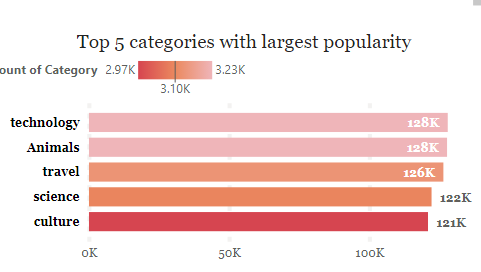 Top 5 categories with largest popularity
ount of Category 2.97K 3.23K
3.10K
technology 128K
Animals 128K
travel 126K
science 122K
culture 121K
0K 50K 100K